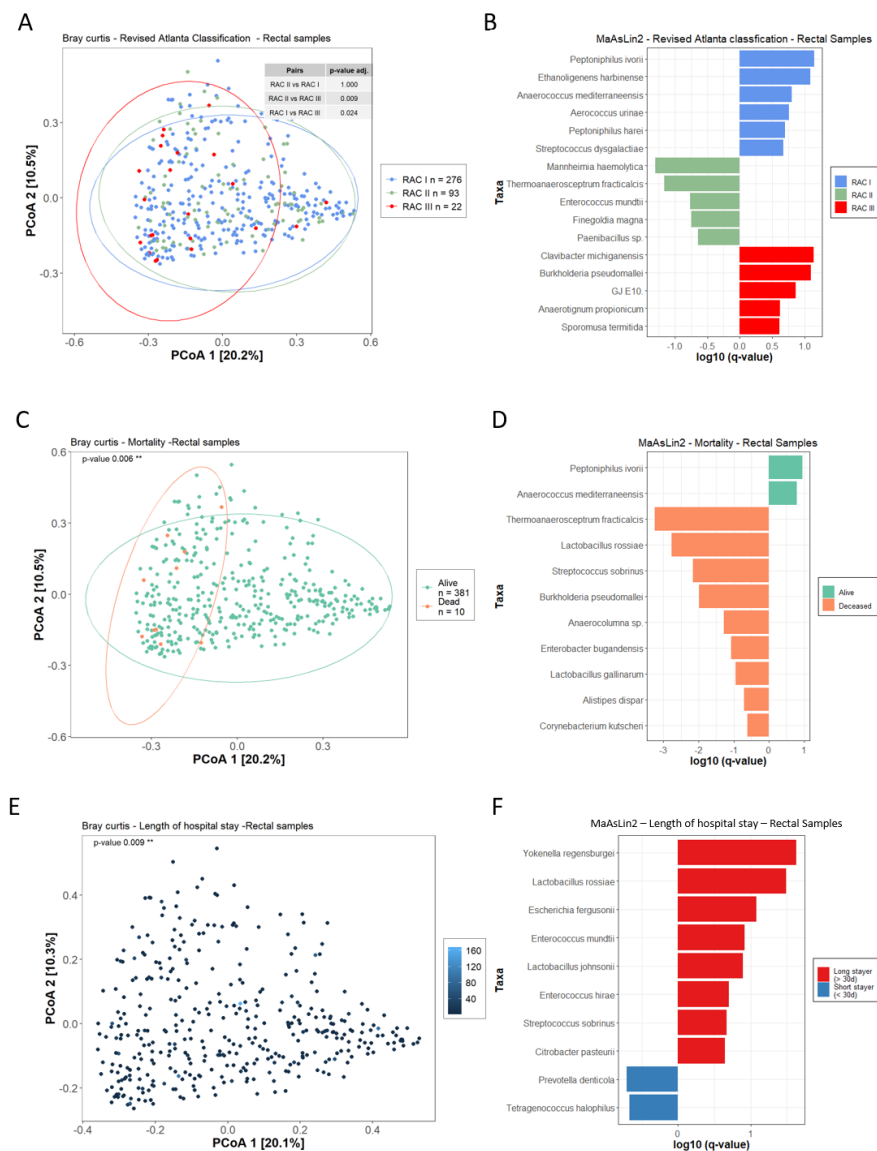 A
Bray curtis - Revised Atlanta Classification - Rectal samples
Pairs p-value adj.
RAC II vs RAC I 1.000
RAC II vs RAC III 0.009
RAC I vs RAC III 0.024
0.3
0.0
-0.3
PCoA 2 [10.5%]
-0.6 -0.3 0.0 0.3 0.6
PCoA 1 [20.2%]
RAC I n = 276
RAC II n = 93
RAC III n = 22
B
MaAsLin2 - Revised Atlanta classfication - Rectal Samples
Taxa
Peptoniphilus ivorii
Ethanoligenens harbinense
Anaerococcus mediterraneensis
Aerococcus urinae
Peptoniphilus harei
Streptococcus dysgalactiae
Mannheimia haemolytica
Thermoanaerosceptrum fracticalcis
Enterococcus mundtii
Finegoldia magna
Paenibacillus sp.
Clavibacter michiganensis
Burkholderia pseudomallei
GJ E10.
Anaerotignum propionicum
Sporomusa termitida
-1.0 -0.5 0.0 0.5 1.0
log10 (q-value)
RAC I
RAC II
RAC III
C
Bray curtis - Mortality -Rectal samples
p-value 0.006 **
0.6
0.3
0.0
-0.3
-0.6
PCoA 2 [10.5%]
-0.3 0.0 0.3
PCoA 1 [20.2%]
Alive
n = 381
Dead
n = 10
D
MaAsLin2 - Mortality - Rectal Samples
Taxa
Peptoniphilus ivorii
Anaerococcus mediterraneensis
Thermoanaerosceptrum fracticalcis
Lactobacillus rossiae
Streptococcus sobrinus
Burkholderia pseudomallei
Anaerocolumna sp.
Enterobacter bugandensis
Lactobacillus gallinarum
Alistipes dispar
Corynebacterium kutscheri
-3 -2 -1 0 1
log10 (q-value)
Alive
Deceased
E
Bray curtis - Length of hospital stay -Rectal samples
p-value 0.009 **
0.4
0.2
0.0
-0.2
PCoA 2 [10.3%]
-0.4 -0.2 0.0 0.2 0.4
PCoA 1 [20.1%]
160
120
80
40
F
MaAsLin2 – Length of hospital stay – Rectal Samples
Taxa
Yokenella regensburgei
Lactobacillus rossiae
Escherichia fergusonii
Enterococcus mundtii
Lactobacillus johnsonii
Enterococcus hirae
Streptococcus sobrinus
Citrobacter pasteurii
Prevotella denticola
Tetragenococcus halophilus
0 1
log10 (q-value)
Long stayer
(> 30d)
Short stayer
(< 30d)